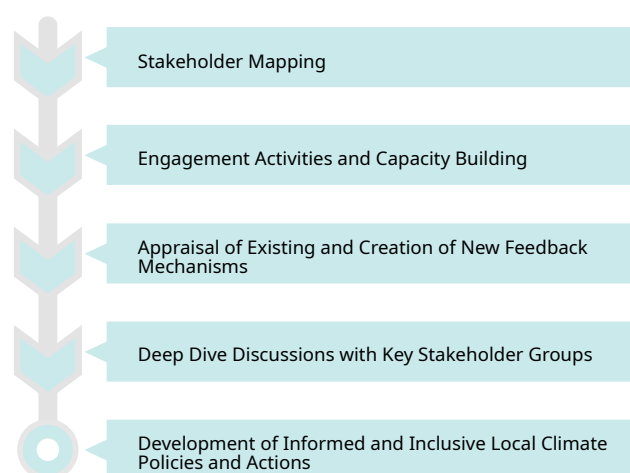 Stakeholder Mapping
Engagement Activities and Capacity Building
Appraisal of Existing and Creation of New Feedback
Mechanisms
Deep Dive Discussions with Key Stakeholder Groups
Development of Informed and Inclusive Local Climate
Policies and Actions